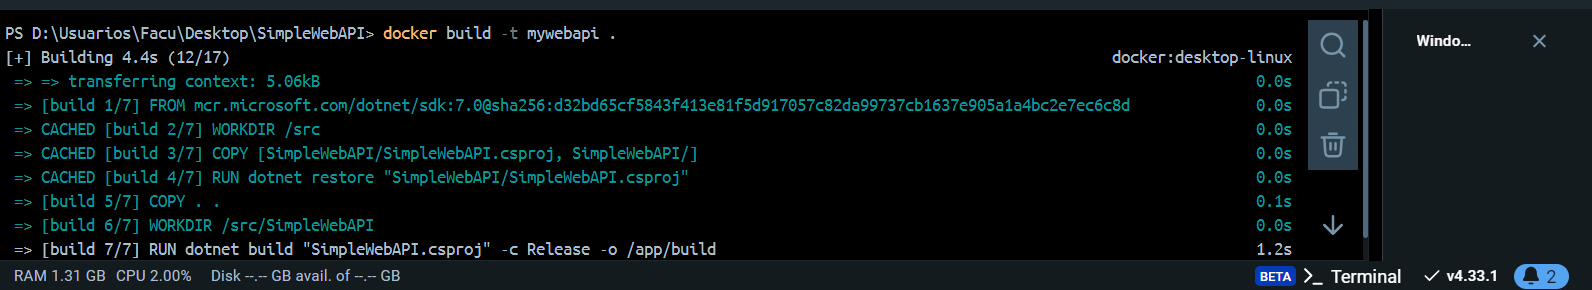 PS D:\Usuarios\Facu\Desktop\SimpleWebAPI> docker build -t mywebapi .
[+] Building 4.4s (12/17) docker:desktop-linux
=> => transferring context: 5.06kB 0.0s
=> [build 1/7] FROM mcr.microsoft.com/dotnet/sdk:7.0@sha256:d32bd65cf5843f413e81f5d917057c82da99737cb1637e905a1a4bc2e7ec6c8d 0.0s
=> CACHED [build 2/7] WORKDIR /src 0.0s
=> CACHED [build 3/7] COPY [SimpleWebAPI/SimpleWebAPI.csproj, SimpleWebAPI/] 0.0s
=> CACHED [build 4/7] RUN dotnet restore "SimpleWebAPI/SimpleWebAPI.csproj" 0.0s
=> [build 5/7] COPY . . 0.1s
=> [build 6/7] WORKDIR /src/SimpleWebAPI 0.0s
=> [build 7/7] RUN dotnet build "SimpleWebAPI.csproj" -c Release -o /app/build 1.2s
Windo...
RAM 1.31 GB CPU 2.00% Disk --.-- GB avail. of --.-- GB BETA >_ Terminal v4.33.1 2